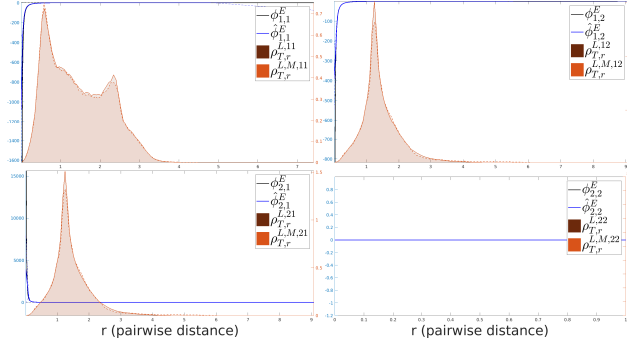 0
-200
-400
-600
-800
-1000
-1200
-1400
-1600
1 2 3 4 5 6 7
0.7
0.6
0.5
0.4
0.3
0.2
0.1
0
ϕ^E_{1,1}
ϕ̂^E_{1,1}
ρ^{L,11}_{T,r}
ρ^{L,M,11}_{T,r}
0
-100
-200
-300
-400
-500
-600
-700
-800
0 1 2 3 4 5 6 7 8 9
ϕ^E_{1,2}
ϕ̂^E_{1,2}
ρ^{L,12}_{T,r}
ρ^{L,M,12}_{T,r}
15000
10000
5000
0
1 2 3 4 5 6 7 8 9
1.5
1
0.5
0
ϕ^E_{2,1}
ϕ̂^E_{2,1}
ρ^{L,21}_{T,r}
ρ^{L,M,21}_{T,r}
r (pairwise distance)
0.8
0.6
0.4
0.2
0
-0.2
-0.4
-0.6
-0.8
-1
-1.2
0 0.1 0.2 0.3 0.4 0.5 0.6 0.7 0.8 0.9 1
ϕ^E_{2,2}
ϕ̂^E_{2,2}
ρ^{L,22}_{T,r}
ρ^{L,M,22}_{T,r}
r (pairwise distance)